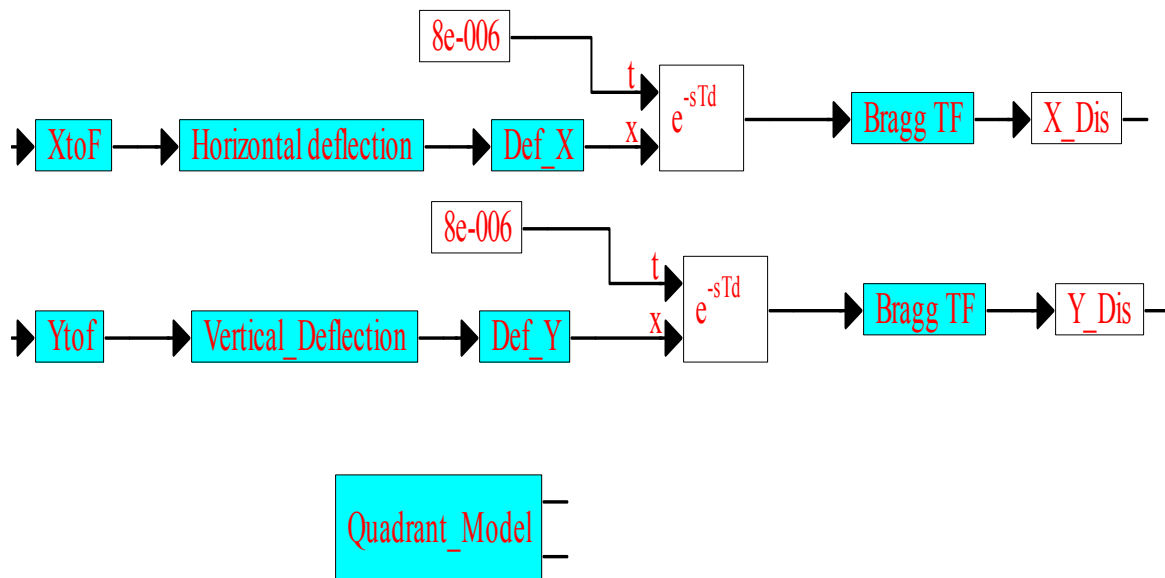 8e-006
t
XtoF
Horizontal deflection
Def_X
x
e^-sTd
Bragg TF
X_Dis
8e-006
t
Ytof
Vertical_Deflection
Def_Y
x
e^-sTd
Bragg TF
Y_Dis
Quadrant_Model